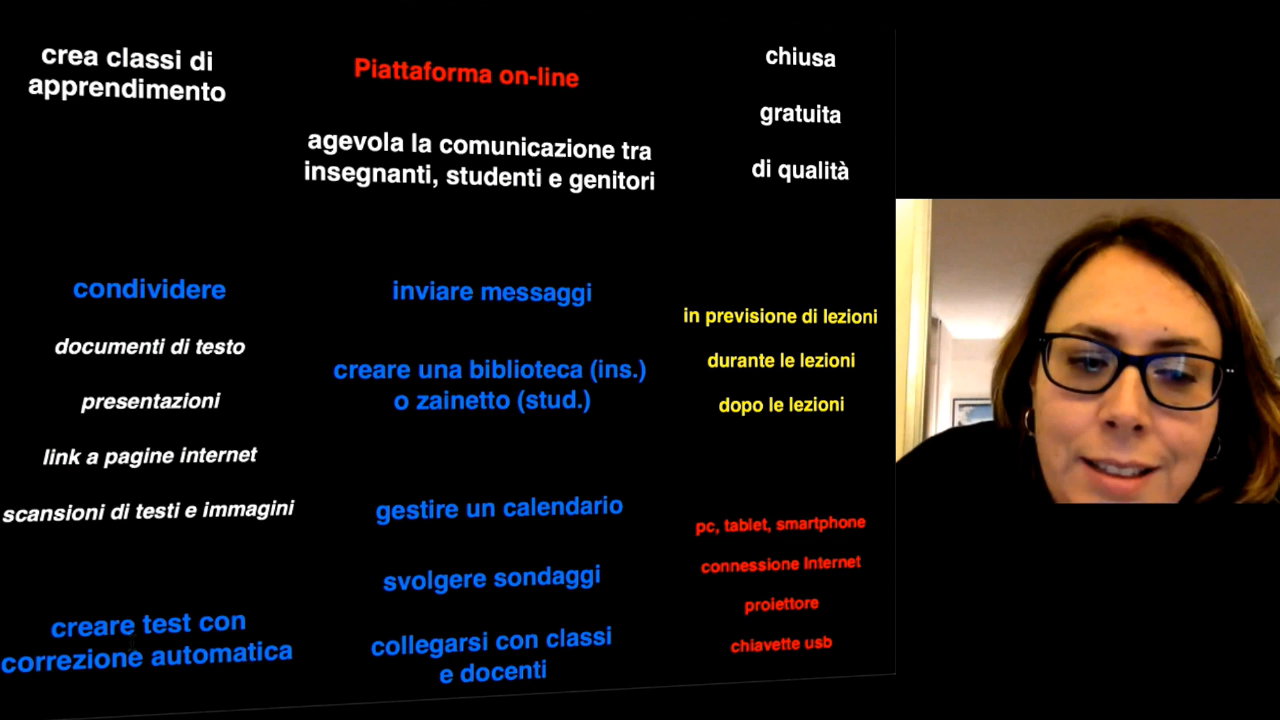 crea classi di
apprendimento
Piattaforma on-line
agevola la comunicazione tra
insegnanti, studenti e genitori
chiusa
gratuita
di qualità
condividere
documenti di testo
presentazioni
link a pagine internet
scansioni di testi e immagini
creare test con
correzione automatica
inviare messaggi
creare una biblioteca (ins.)
o zainetto (stud.)
gestire un calendario
svolgere sondaggi
collegarsi con classi
e docenti
in previsione di lezioni
durante le lezioni
dopo le lezioni
pc, tablet, smartphone
connessione Internet
proiettore
chiavette usb